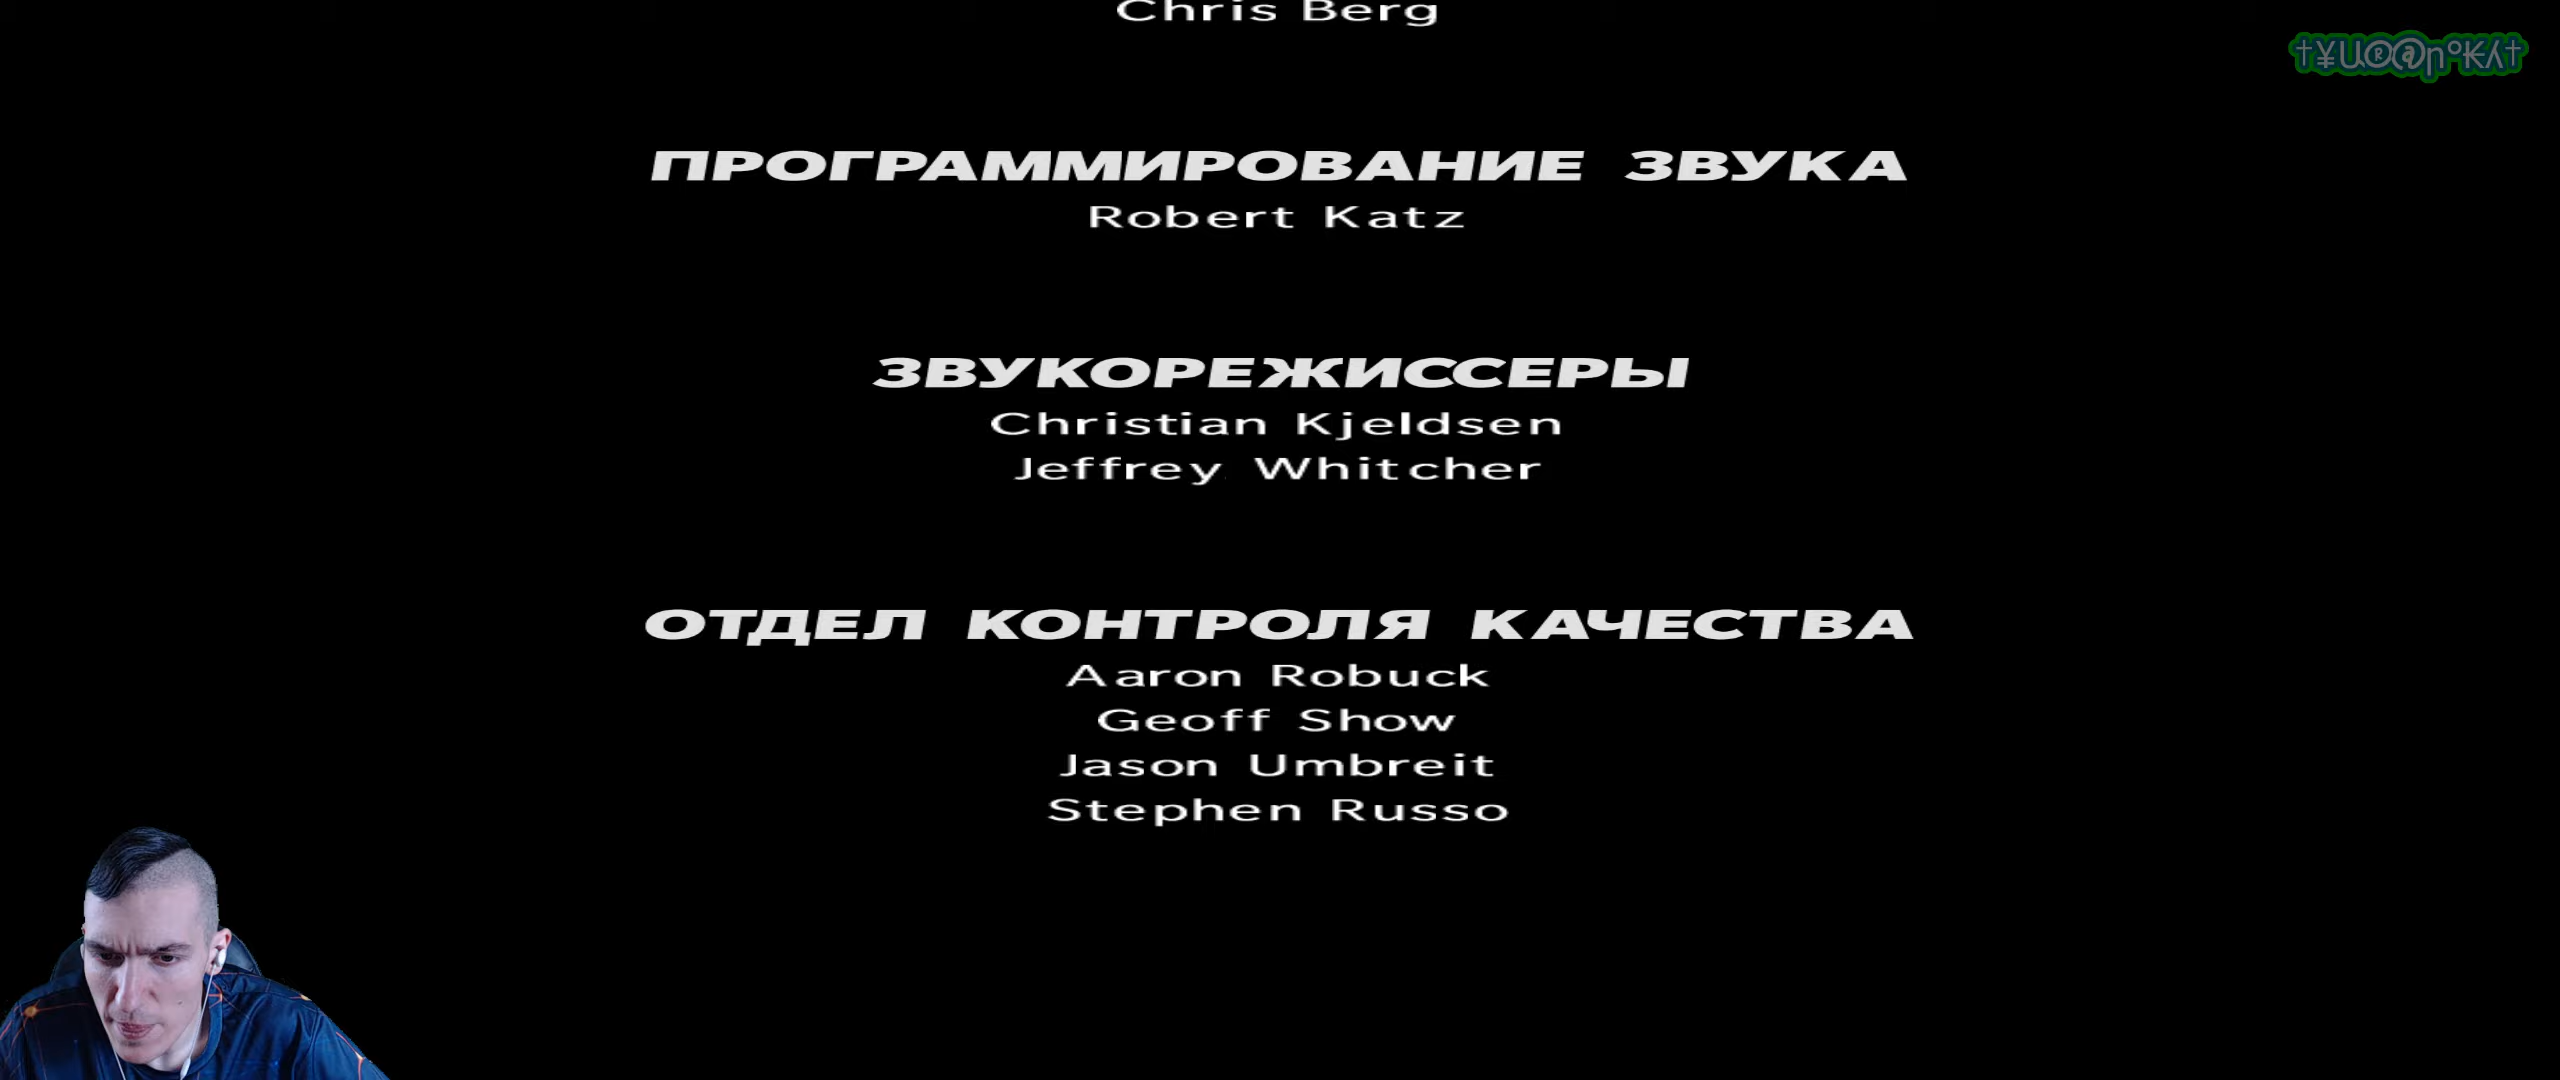 Chris Berg
†¥U®@ηº₭Λ†
ПРОГРАММИРОВАНИЕ ЗВУКА
Robert Katz
ЗВУКОРЕЖИССЕРЫ
Christian Kjeldsen
Jeffrey Whitcher
ОТДЕЛ КОНТРОЛЯ КАЧЕСТВА
Aaron Robuck
Geoff Show
Jason Umbreit
Stephen Russo